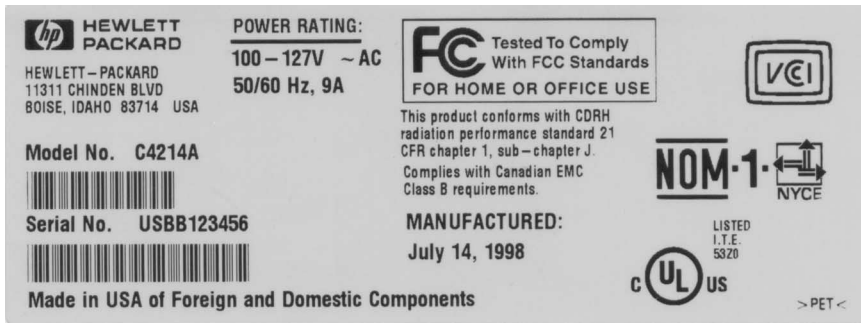 hp HEWLETT
PACKARD
HEWLETT-PACKARD
11311 CHINDEN BLVD
BOISE, IDAHO 83714 USA
Model No. C4214A
Serial No. USBB123456
Made in USA of Foreign and Domestic Components
POWER RATING:
100-127V ~ AC
50/60 Hz, 9A
FC Tested To Comply
With FCC Standards
FOR HOME OR OFFICE USE
This product conforms with CDRH
radiation performance standard 21
CFR chapter 1, sub-chapter J.
Complies with Canadian EMC
Class B requirements.
MANUFACTURED:
July 14, 1998
VCCI
NOM·1·
NYCE
LISTED
I.T.E.
53Z0
C UL US
>PET<